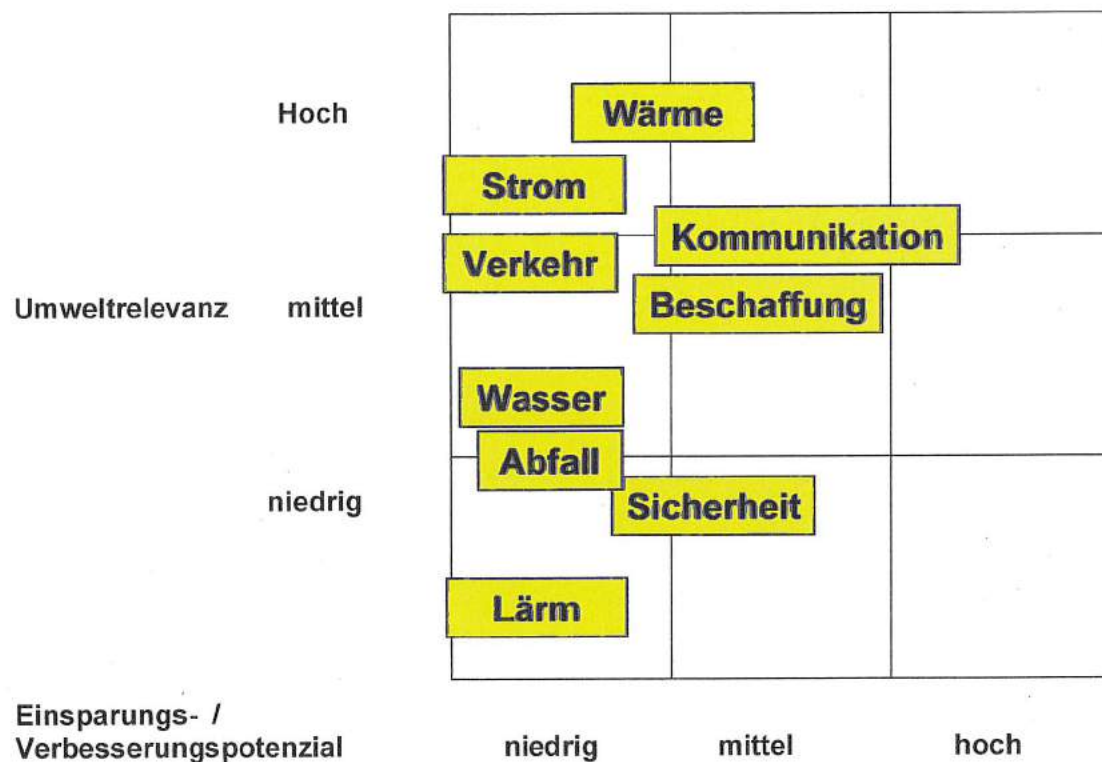 Hoch
Wärme
Strom
Kommunikation
Verkehr
Umweltrelevanz mittel
Beschaffung
Wasser
Abfall
niedrig
Sicherheit
Lärm
Einsparungs- /
Verbesserungspotenzial niedrig mittel hoch